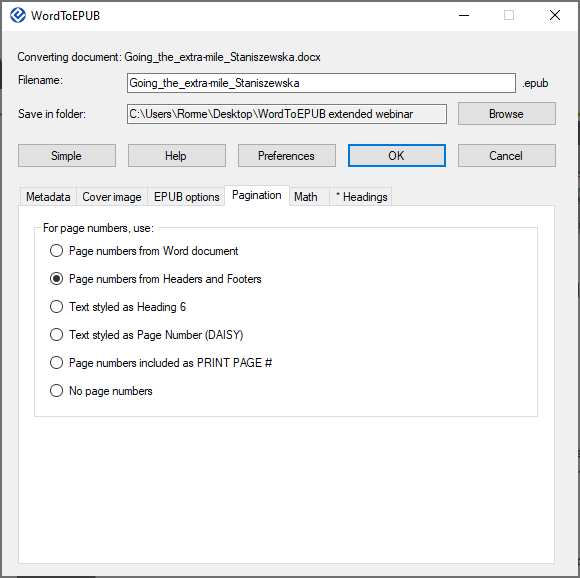 WordToEPUB
Converting document: Going_the_extra-mile_Staniszewska.docx
Filename: Going_the_extra-mile_Staniszewska .epub
Save in folder: C:\Users\Rorme\Desktop\WordToEPUB extended webinar Browse
Simple Help Preferences OK Cancel
Metadata Cover image EPUB options Pagination Math * Headings
For page numbers, use:
Page numbers from Word document
Page numbers from Headers and Footers
Text styled as Heading 6
Text styled as Page Number (DAISY)
Page numbers included as PRINT PAGE #
No page numbers